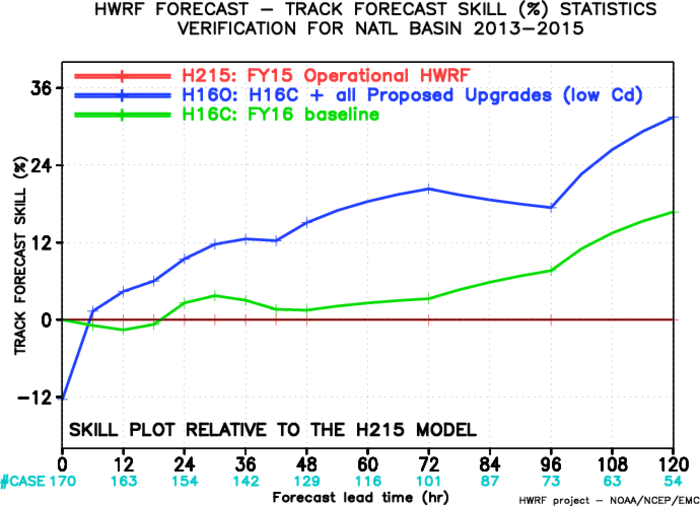 HWRF FORECAST – TRACK FORECAST SKILL (%) STATISTICS
VERIFICATION FOR NATL BASIN 2013–2015
H215: FY15 Operational HWRF
H16O: H16C + all Proposed Upgrades (low Cd)
H16C: FY16 baseline
TRACK FORECAST SKILL (%)
36
24
12
0
−12
SKILL PLOT RELATIVE TO THE H215 MODEL
0 12 24 36 48 60 72 84 96 108 120
#CASE 170 163 154 142 129 116 101 87 73 63 54
Forecast lead time (hr)
HWRF project – NOAA/NCEP/EMC